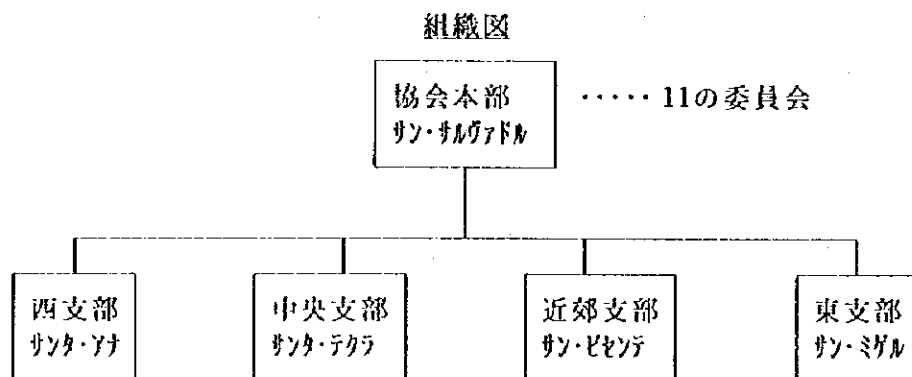 組織図
協会本部 ‥‥‥11の委員会
サン・サルヴァドル
西支部 中央支部 近郊支部 東支部
サンタ・アナ サンタ・テクラ サン・ビセンテ サン・ミゲル